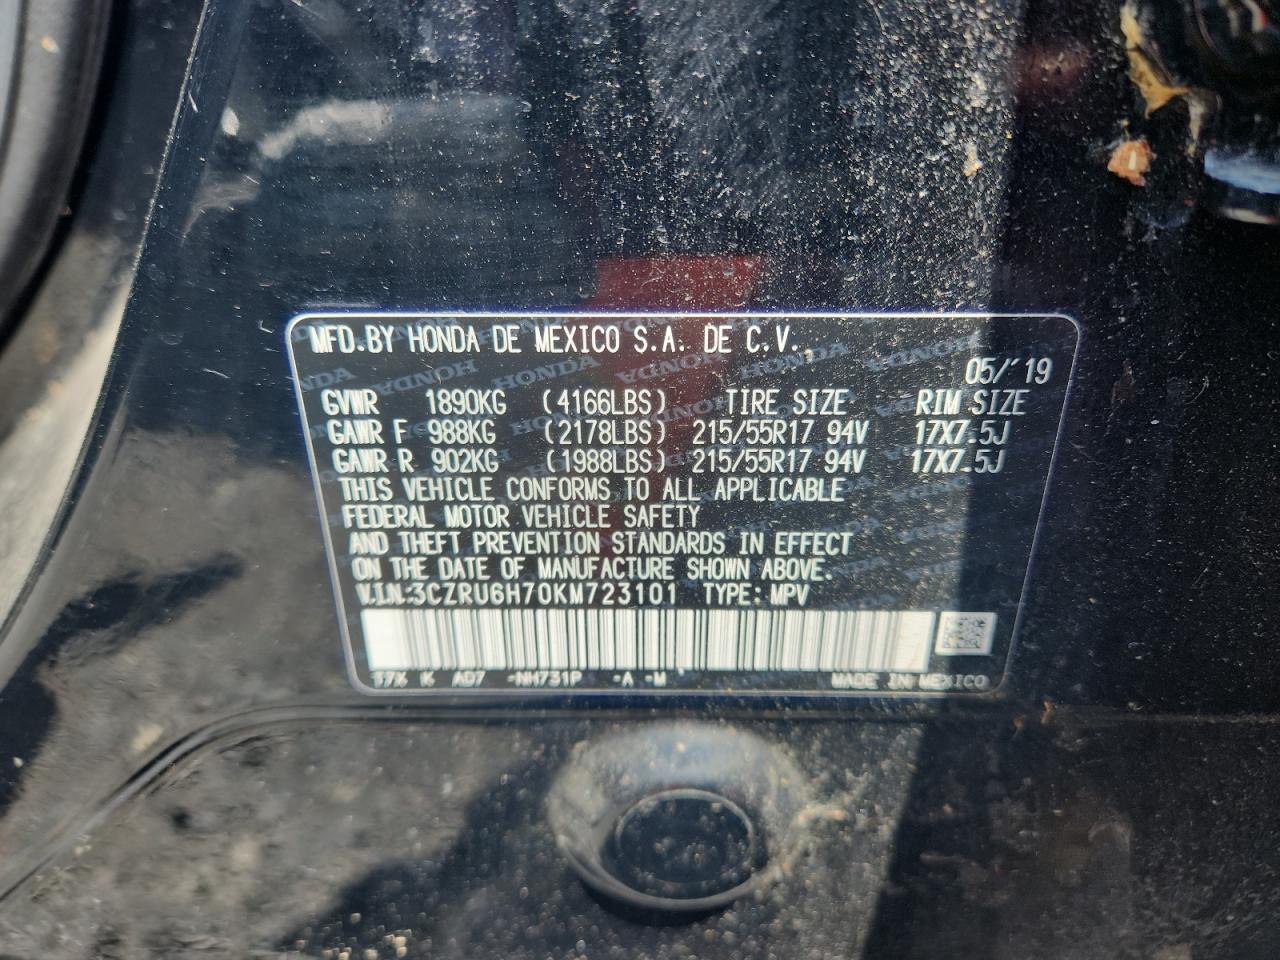 MFD.BY HONDA DE MEXICO S.A. DE C.V.
05/'19
GVWR 1890KG (4166LBS) TIRE SIZE RIM SIZE
GAWR F 988KG (2178LBS) 215/55R17 94V 17X7.5J
GAWR R 902KG (1988LBS) 215/55R17 94V 17X7.5J
THIS VEHICLE CONFORMS TO ALL APPLICABLE
FEDERAL MOTOR VEHICLE SAFETY
AND THEFT PREVENTION STANDARDS IN EFFECT
ON THE DATE OF MANUFACTURE SHOWN ABOVE.
V.I.N:3CZRU6H70KM723101 TYPE: MPV
T7X K AD7 -NH731P -A -M MADE IN MEXICO